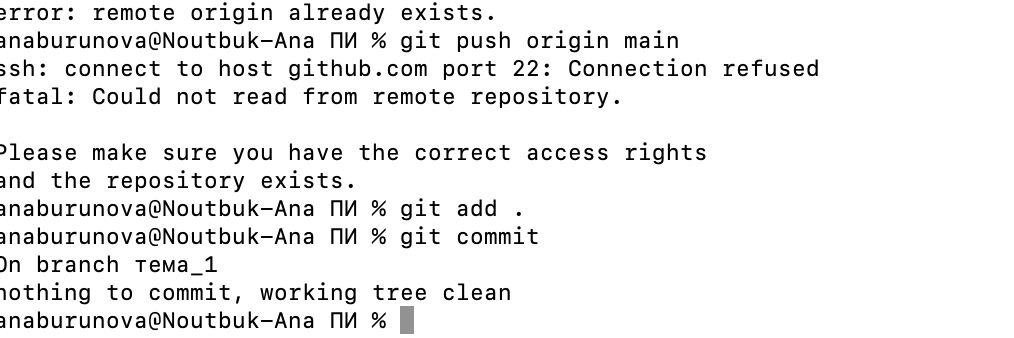 error: remote origin already exists.
anaburunova@Noutbuk-Ana ПИ % git push origin main
ssh: connect to host github.com port 22: Connection refused
fatal: Could not read from remote repository.
Please make sure you have the correct access rights
and the repository exists.
anaburunova@Noutbuk-Ana ПИ % git add .
anaburunova@Noutbuk-Ana ПИ % git commit
On branch тема_1
nothing to commit, working tree clean
anaburunova@Noutbuk-Ana ПИ %